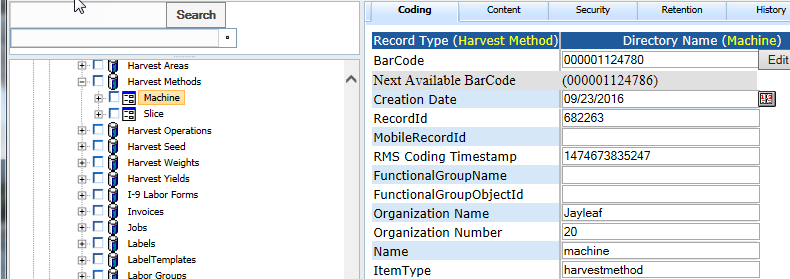 Search
Harvest Areas
Harvest Methods
Machine
Slice
Harvest Operations
Harvest Seed
Harvest Weights
Harvest Yields
I-9 Labor Forms
Invoices
Jobs
Labels
LabelTemplates
Labor Groups
Coding Content Security Retention History
Record Type (Harvest Method) Directory Name (Machine)
BarCode 000001124780 Edit
Next Available BarCode (000001124786)
Creation Date 09/23/2016
RecordId 682263
MobileRecordId
RMS Coding Timestamp 1474673835247
FunctionalGroupName
FunctionalGroupObjectId
Organization Name Jayleaf
Organization Number 20
Name machine
ItemType harvestmethod